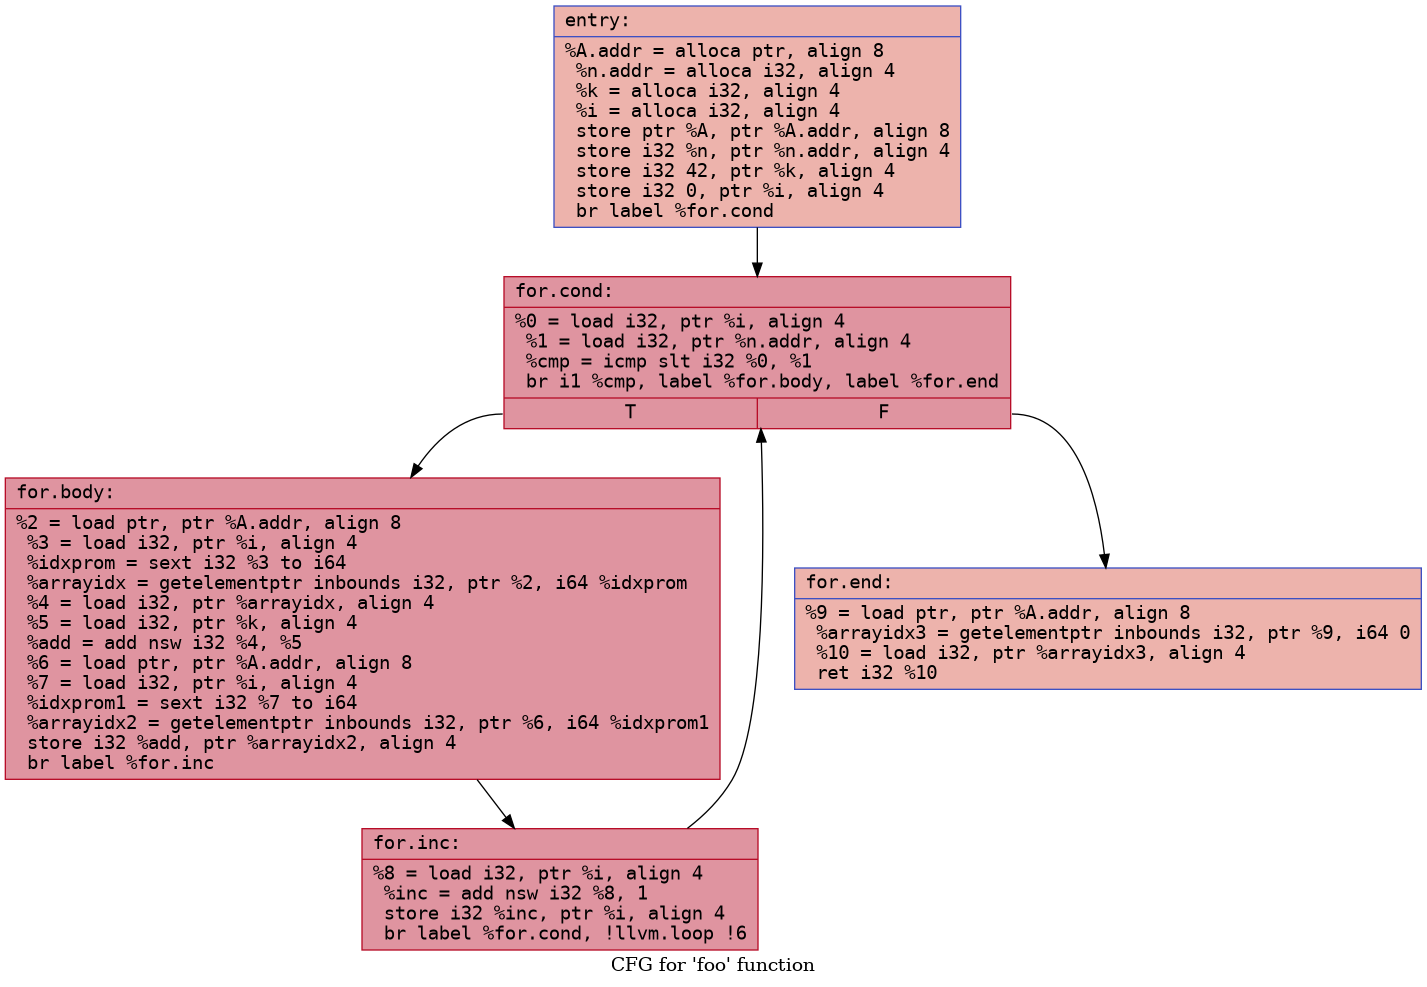 entry:
%A.addr = alloca ptr, align 8
%n.addr = alloca i32, align 4
%k = alloca i32, align 4
%i = alloca i32, align 4
store ptr %A, ptr %A.addr, align 8
store i32 %n, ptr %n.addr, align 4
store i32 42, ptr %k, align 4
store i32 0, ptr %i, align 4
br label %for.cond
for.cond:
%0 = load i32, ptr %i, align 4
%1 = load i32, ptr %n.addr, align 4
%cmp = icmp slt i32 %0, %1
br i1 %cmp, label %for.body, label %for.end
T
F
for.body:
%2 = load ptr, ptr %A.addr, align 8
%3 = load i32, ptr %i, align 4
%idxprom = sext i32 %3 to i64
%arrayidx = getelementptr inbounds i32, ptr %2, i64 %idxprom
%4 = load i32, ptr %arrayidx, align 4
%5 = load i32, ptr %k, align 4
%add = add nsw i32 %4, %5
%6 = load ptr, ptr %A.addr, align 8
%7 = load i32, ptr %i, align 4
%idxprom1 = sext i32 %7 to i64
%arrayidx2 = getelementptr inbounds i32, ptr %6, i64 %idxprom1
store i32 %add, ptr %arrayidx2, align 4
br label %for.inc
for.end:
%9 = load ptr, ptr %A.addr, align 8
%arrayidx3 = getelementptr inbounds i32, ptr %9, i64 0
%10 = load i32, ptr %arrayidx3, align 4
ret i32 %10
for.inc:
%8 = load i32, ptr %i, align 4
%inc = add nsw i32 %8, 1
store i32 %inc, ptr %i, align 4
br label %for.cond, !llvm.loop !6
CFG for 'foo' function